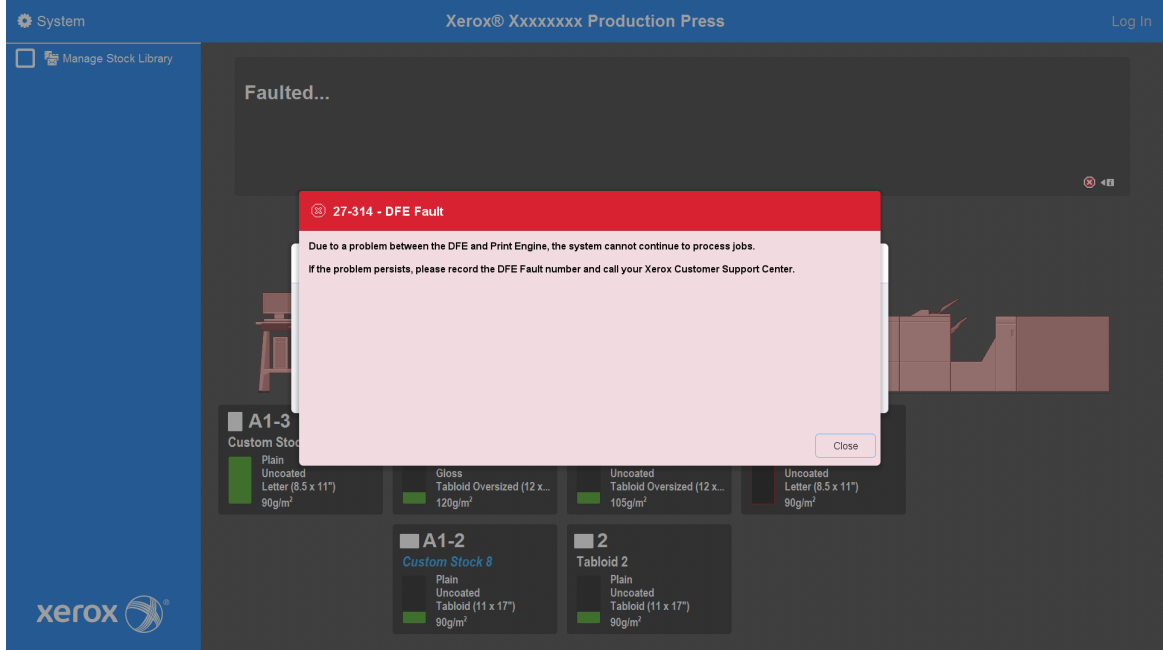 System
Xerox® Xxxxxxxx Production Press
Log In
Manage Stock Library
Faulted...
27-314 - DFE Fault
Due to a problem between the DFE and Print Engine, the system cannot continue to process jobs.
If the problem persists, please record the DFE Fault number and call your Xerox Customer Support Center.
Close
A1-3
Custom Stoc
Plain
Uncoated
Letter (8.5 x 11")
90g/m²
Gloss
Tabloid Oversized (12 x...
120g/m²
Uncoated
Tabloid Oversized (12 x...
105g/m²
Uncoated
Letter (8.5 x 11")
90g/m²
A1-2
Custom Stock 8
Plain
Uncoated
Tabloid (11 x 17")
90g/m²
2
Tabloid 2
Plain
Uncoated
Tabloid (11 x 17")
90g/m²
xerox ®